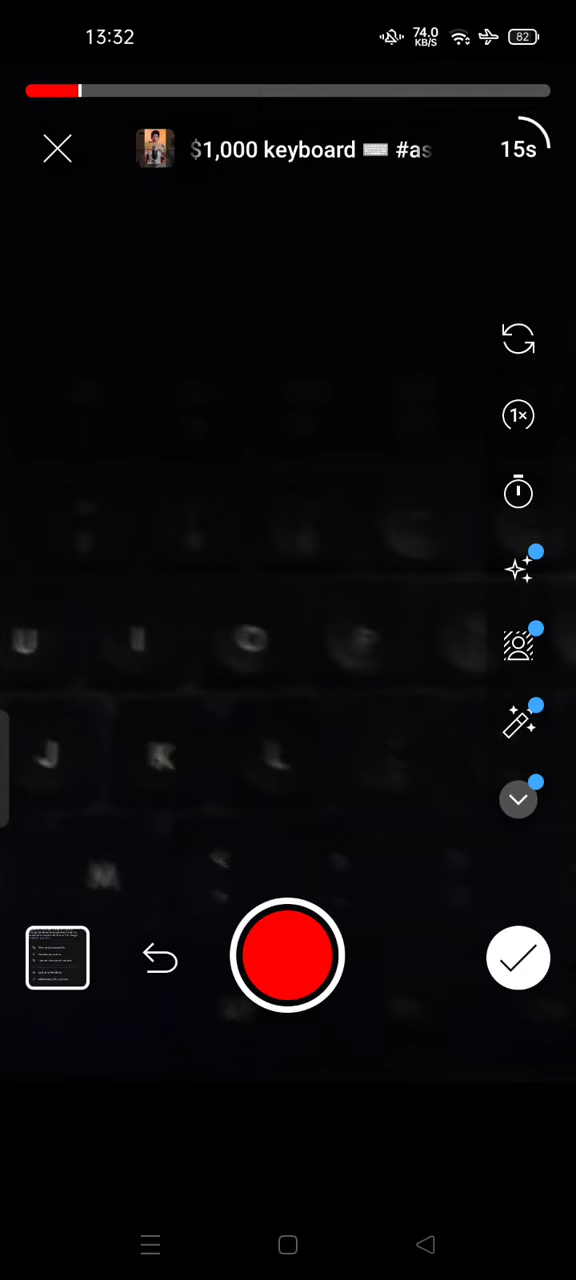 13:32
74.0
KB/S
82
$1,000 keyboard ⌨️ #as
15s
1×
U I O P
J K L
M